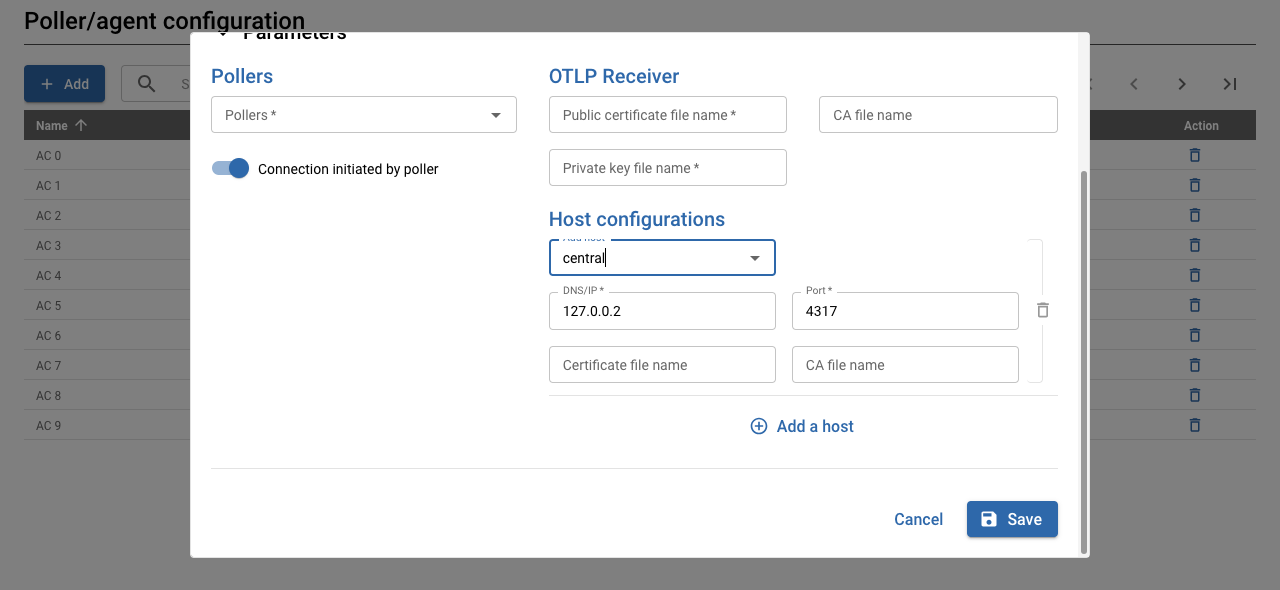 Poller/agent configuration
Parameters
Add
S
Name
Action
AC 0
AC 1
AC 2
AC 3
AC 4
AC 5
AC 6
AC 7
AC 8
AC 9
Pollers
Pollers *
Connection initiated by poller
OTLP Receiver
Public certificate file name *
CA file name
Private key file name *
Host configurations
Add host
central
DNS/IP *
127.0.0.2
Port *
4317
Certificate file name
CA file name
Add a host
Cancel
Save